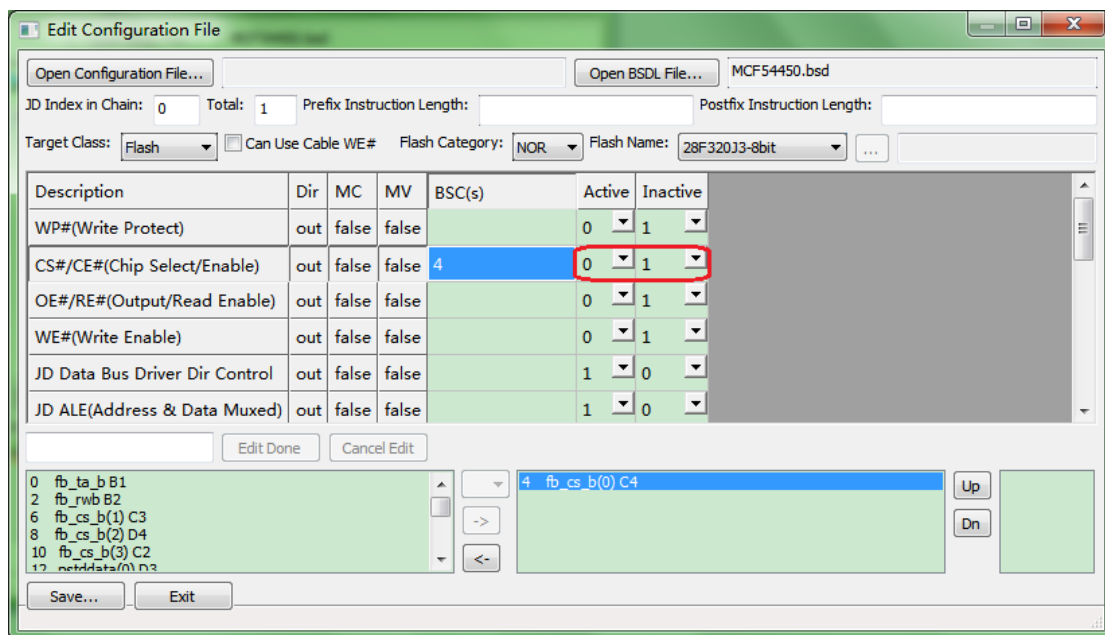 Edit Configuration File
Open Configuration File... Open BSDL File... MCF54450.bsd
JD Index in Chain: 0 Total: 1 Prefix Instruction Length: Postfix Instruction Length:
Target Class: Flash Can Use Cable WE# Flash Category: NOR Flash Name: 28F320J3-8bit ...
Description Dir MC MV BSC(s) Active Inactive
WP#(Write Protect) out false false 0 1
CS#/CE#(Chip Select/Enable) out false false 4 0 1
OE#/RE#(Output/Read Enable) out false false 0 1
WE#(Write Enable) out false false 0 1
JD Data Bus Driver Dir Control out false false 1 0
JD ALE(Address & Data Muxed) out false false 1 0
Edit Done Cancel Edit
0 fb_ta_b B1
2 fb_rwb B2
6 fb_cs_b(1) C3
8 fb_cs_b(2) D4
10 fb_cs_b(3) C2
12 pstddata(0) D3
->
<-
4 fb_cs_b(0) C4
Up
Dn
Save... Exit